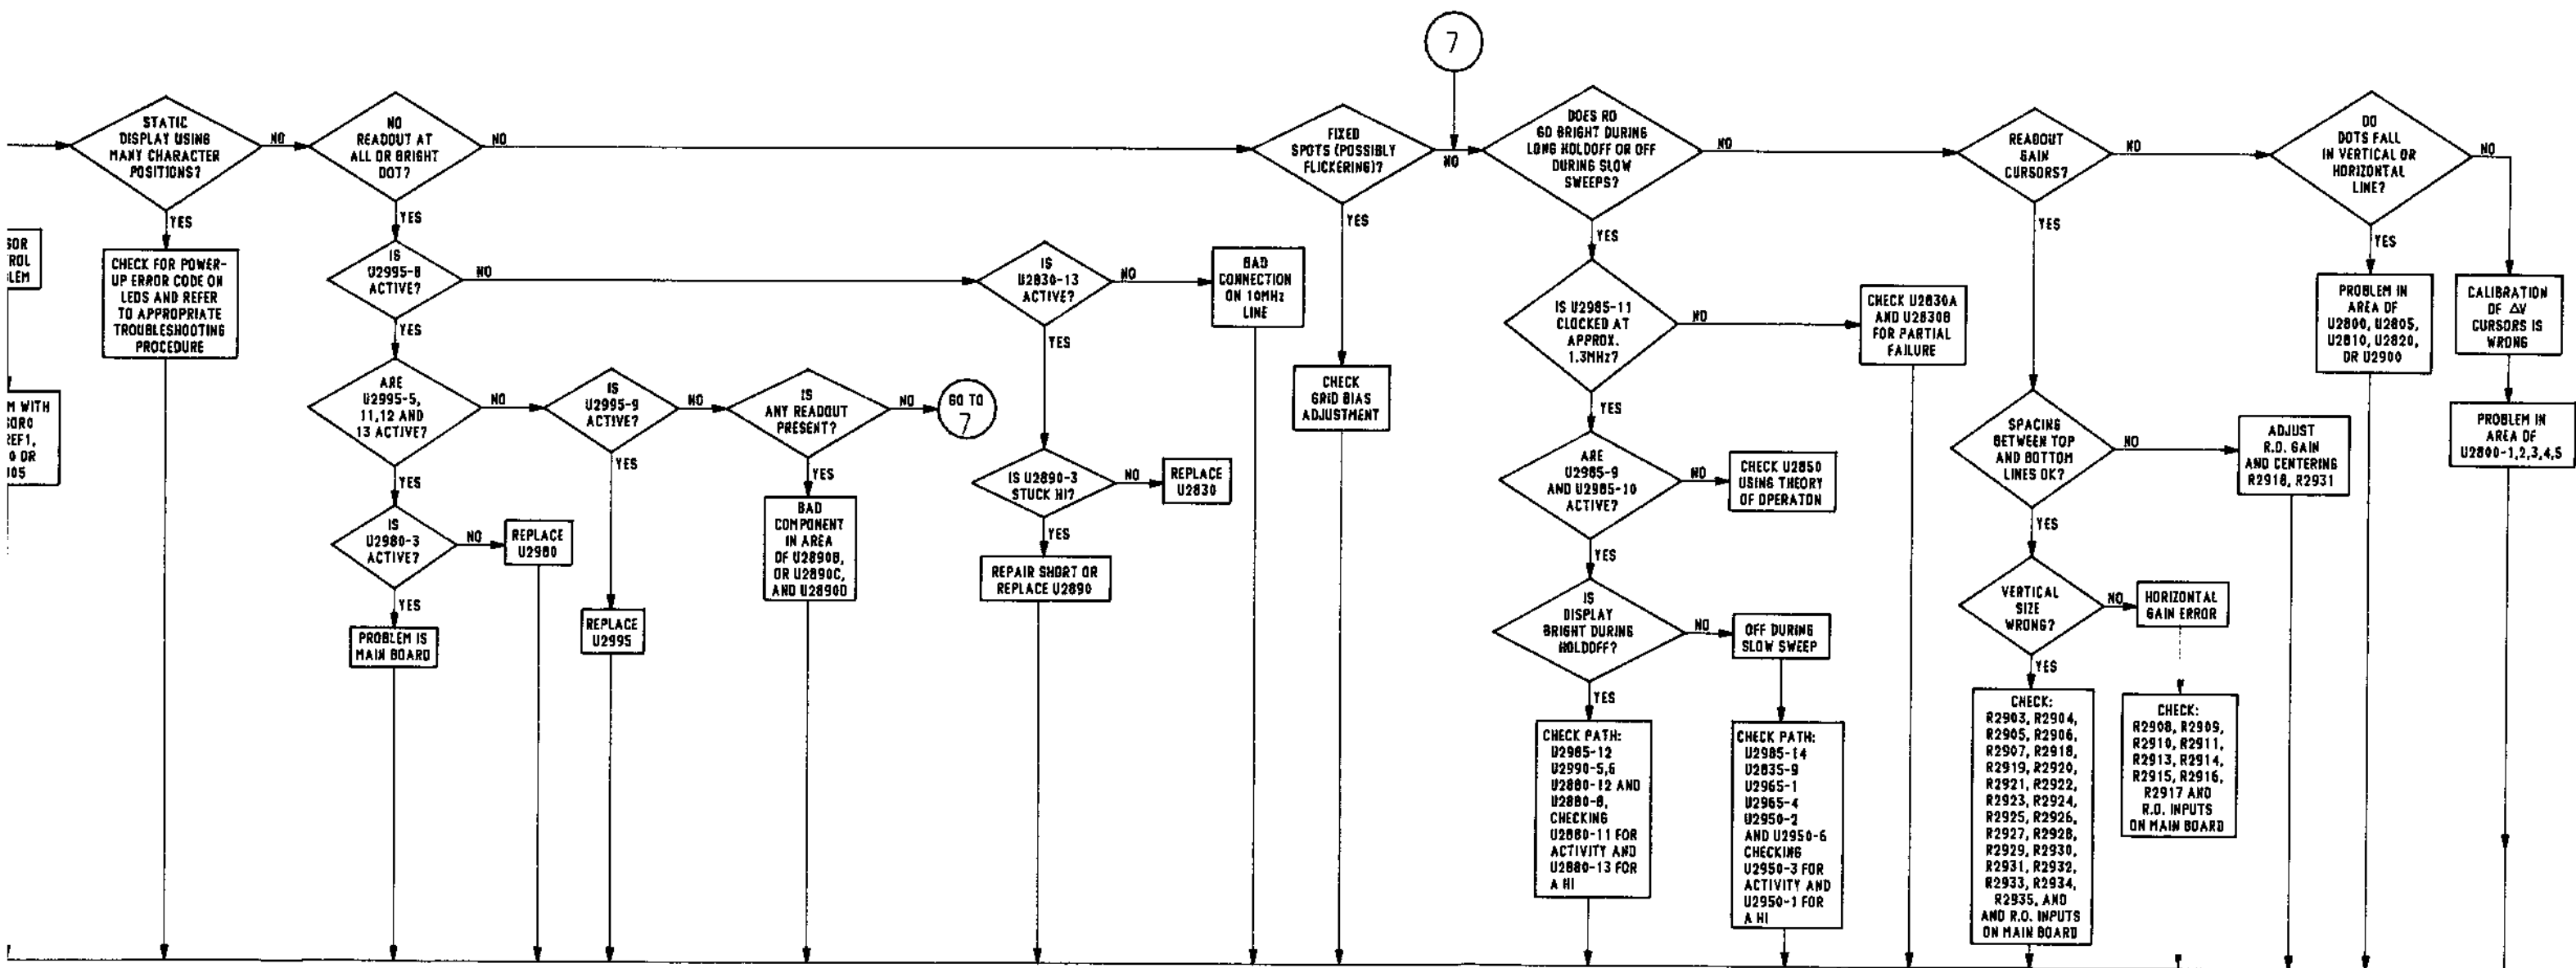 7
STATIC
DISPLAY USING
MANY CHARACTER
POSITIONS?
NO
YES
CHECK FOR POWER-
UP ERROR CODE ON
LEDS AND REFER
TO APPROPRIATE
TROUBLESHOOTING
PROCEDURE
NO
READOUT AT
ALL OR BRIGHT
DOT?
NO
YES
IS
U2995-8
ACTIVE?
NO
YES
ARE
U2995-5,
11,12 AND
13 ACTIVE?
NO
YES
IS
U2980-3
ACTIVE?
NO
REPLACE
U2980
YES
PROBLEM IS
MAIN BOARD
IS
U2995-9
ACTIVE?
NO
YES
REPLACE
U2995
IS
ANY READOUT
PRESENT?
NO
GO TO
7
YES
BAD
COMPONENT
IN AREA
OF U2890B,
OR U2890C,
AND U2890D
IS
U2830-13
ACTIVE?
NO
BAD
CONNECTION
ON 10MHz
LINE
YES
IS U2890-3
STUCK HI?
NO
REPLACE
U2830
YES
REPAIR SHORT OR
REPLACE U2890
FIXED
SPOTS (POSSIBLY
FLICKERING)?
NO
YES
CHECK
GRID BIAS
ADJUSTMENT
DOES RO
GO BRIGHT DURING
LONG HOLDOFF OR OFF
DURING SLOW
SWEEPS?
NO
YES
IS U2985-11
CLOCKED AT
APPROX.
1.3MHz?
NO
CHECK U2830A
AND U2830B
FOR PARTIAL
FAILURE
YES
ARE
U2985-9
AND U2985-10
ACTIVE?
NO
CHECK U2850
USING THEORY
OF OPERATON
YES
IS
DISPLAY
BRIGHT DURING
HOLDOFF?
NO
OFF DURING
SLOW SWEEP
YES
CHECK PATH:
U2985-12
U2990-5,6
U2880-12 AND
U2880-8,
CHECKING
U2880-11 FOR
ACTIVITY AND
U2880-13 FOR
A HI
CHECK PATH:
U2985-14
U2835-9
U2965-1
U2965-4
U2950-2
AND U2950-6
CHECKING
U2950-3 FOR
ACTIVITY AND
U2950-1 FOR
A HI
READOUT
GAIN
CURSORS?
NO
YES
SPACING
BETWEEN TOP
AND BOTTOM
LINES OK?
NO
ADJUST
R.O. GAIN
AND CENTERING
R2918, R2931
YES
VERTICAL
SIZE
WRONG?
NO
HORIZONTAL
GAIN ERROR
YES
CHECK:
R2903, R2904,
R2905, R2906,
R2907, R2918,
R2919, R2920,
R2921, R2922,
R2923, R2924,
R2925, R2926,
R2927, R2928,
R2929, R2930,
R2931, R2932,
R2933, R2934,
R2935, AND
AND R.O. INPUTS
ON MAIN BOARD
CHECK:
R2908, R2909,
R2910, R2911,
R2913, R2914,
R2915, R2916,
R2917 AND
R.O. INPUTS
ON MAIN BOARD
DO
DOTS FALL
IN VERTICAL OR
HORIZONTAL
LINE?
NO
YES
PROBLEM IN
AREA OF
U2800, U2805,
U2810, U2820,
OR U2900
CALIBRATION
OF ΔV
CURSORS IS
WRONG
PROBLEM IN
AREA OF
U2800-1,2,3,4,5
M WITH
OR